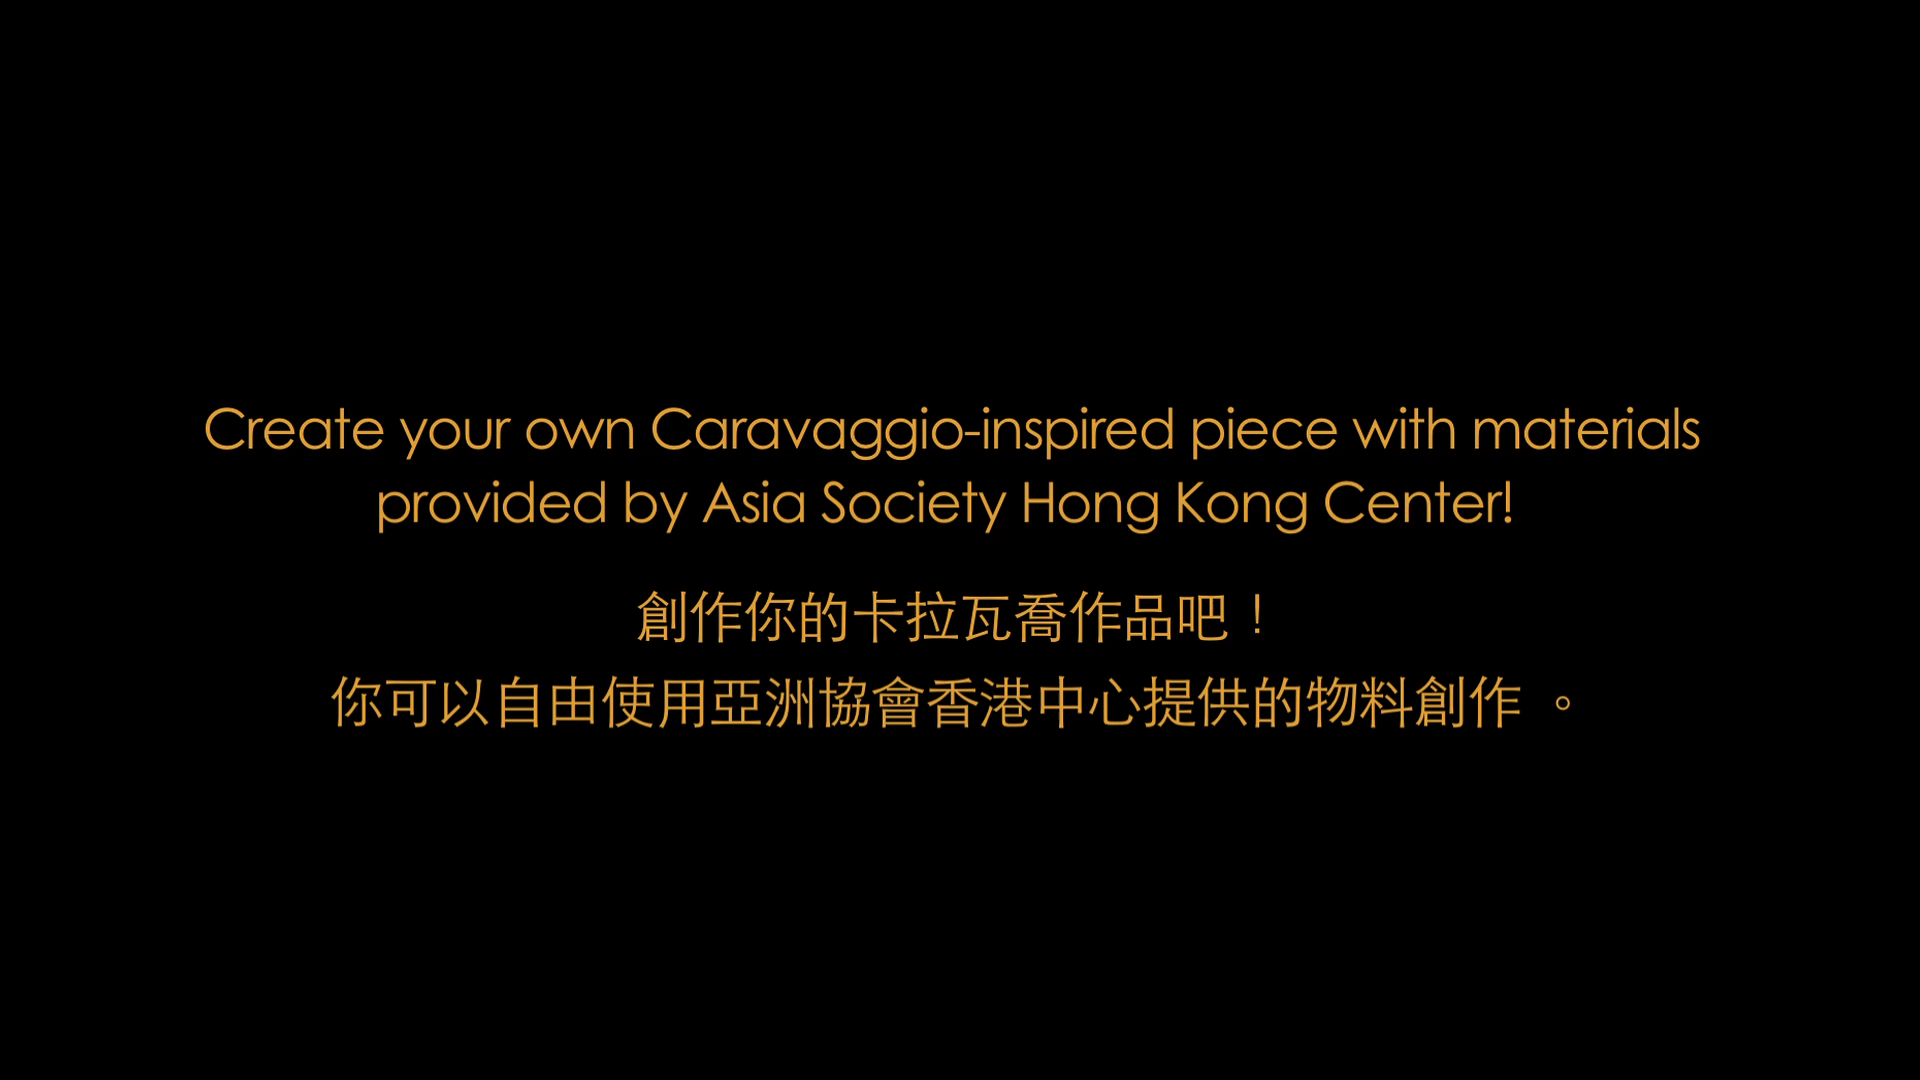 Create your own Caravaggio-inspired piece with materials
provided by Asia Society Hong Kong Center!
創作你的卡拉瓦喬作品吧！
你可以自由使用亞洲協會香港中心提供的物料創作 。